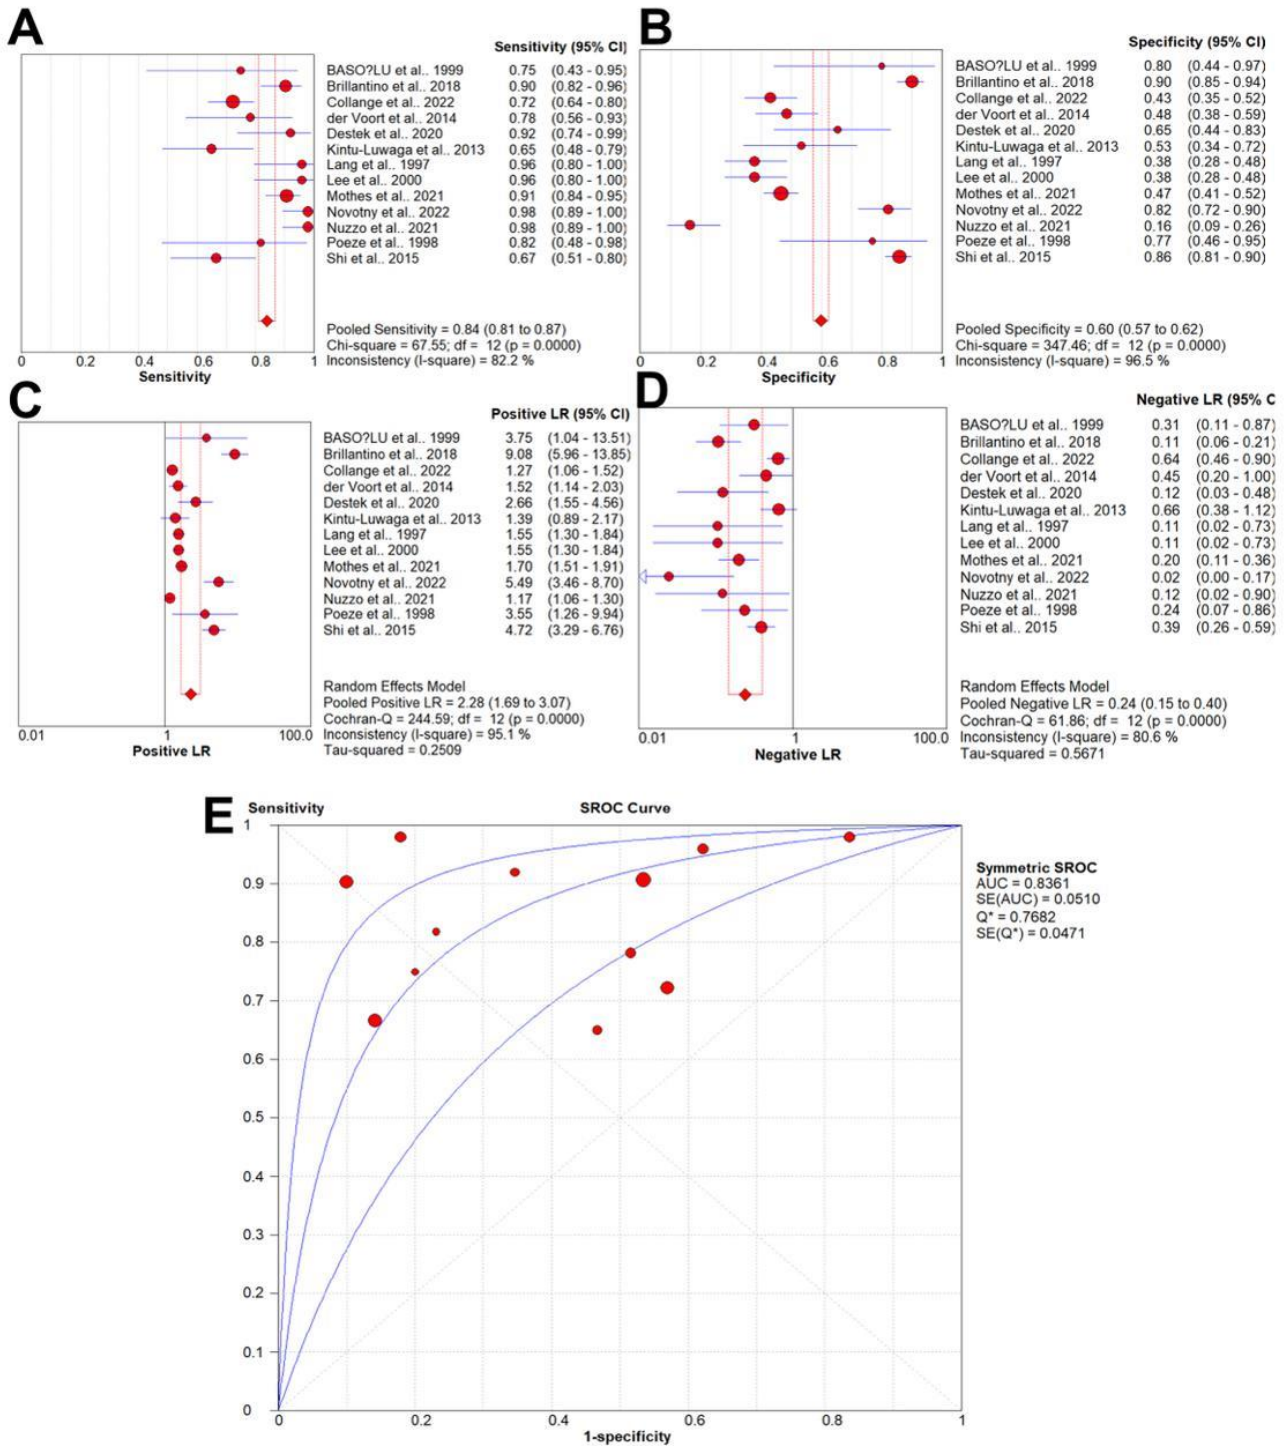 A
Sensitivity (95% CI)
BASO?LU et al.. 1999 0.75 (0.43 - 0.95)
Brillantino et al.. 2018 0.90 (0.82 - 0.96)
Collange et al.. 2022 0.72 (0.64 - 0.80)
der Voort et al.. 2014 0.78 (0.56 - 0.93)
Destek et al.. 2020 0.92 (0.74 - 0.99)
Kintu-Luwaga et al.. 2013 0.65 (0.48 - 0.79)
Lang et al.. 1997 0.96 (0.80 - 1.00)
Lee et al.. 2000 0.96 (0.80 - 1.00)
Mothes et al.. 2021 0.91 (0.84 - 0.95)
Novotny et al.. 2022 0.98 (0.89 - 1.00)
Nuzzo et al.. 2021 0.98 (0.89 - 1.00)
Poeze et al.. 1998 0.82 (0.48 - 0.98)
Shi et al.. 2015 0.67 (0.51 - 0.80)
Pooled Sensitivity = 0.84 (0.81 to 0.87)
Chi-square = 67.55; df = 12 (p = 0.0000)
Inconsistency (I-square) = 82.2 %
0 0.2 0.4 0.6 0.8 1
Sensitivity
B
Specificity (95% CI)
BASO?LU et al.. 1999 0.80 (0.44 - 0.97)
Brillantino et al.. 2018 0.90 (0.85 - 0.94)
Collange et al.. 2022 0.43 (0.35 - 0.52)
der Voort et al.. 2014 0.48 (0.38 - 0.59)
Destek et al.. 2020 0.65 (0.44 - 0.83)
Kintu-Luwaga et al.. 2013 0.53 (0.34 - 0.72)
Lang et al.. 1997 0.38 (0.28 - 0.48)
Lee et al.. 2000 0.38 (0.28 - 0.48)
Mothes et al.. 2021 0.47 (0.41 - 0.52)
Novotny et al.. 2022 0.82 (0.72 - 0.90)
Nuzzo et al.. 2021 0.16 (0.09 - 0.26)
Poeze et al.. 1998 0.77 (0.46 - 0.95)
Shi et al.. 2015 0.86 (0.81 - 0.90)
Pooled Specificity = 0.60 (0.57 to 0.62)
Chi-square = 347.46; df = 12 (p = 0.0000)
Inconsistency (I-square) = 96.5 %
0 0.2 0.4 0.6 0.8 1
Specificity
C
Positive LR (95% CI)
BASO?LU et al.. 1999 3.75 (1.04 - 13.51)
Brillantino et al.. 2018 9.08 (5.96 - 13.85)
Collange et al.. 2022 1.27 (1.06 - 1.52)
der Voort et al.. 2014 1.52 (1.14 - 2.03)
Destek et al.. 2020 2.66 (1.55 - 4.56)
Kintu-Luwaga et al.. 2013 1.39 (0.89 - 2.17)
Lang et al.. 1997 1.55 (1.30 - 1.84)
Lee et al.. 2000 1.55 (1.30 - 1.84)
Mothes et al.. 2021 1.70 (1.51 - 1.91)
Novotny et al.. 2022 5.49 (3.46 - 8.70)
Nuzzo et al.. 2021 1.17 (1.06 - 1.30)
Poeze et al.. 1998 3.55 (1.26 - 9.94)
Shi et al.. 2015 4.72 (3.29 - 6.76)
Random Effects Model
Pooled Positive LR = 2.28 (1.69 to 3.07)
Cochran-Q = 244.59; df = 12 (p = 0.0000)
Inconsistency (I-square) = 95.1 %
Tau-squared = 0.2509
0.01 1 100.0
Positive LR
D
Negative LR (95% C
BASO?LU et al.. 1999 0.31 (0.11 - 0.87)
Brillantino et al.. 2018 0.11 (0.06 - 0.21)
Collange et al.. 2022 0.64 (0.46 - 0.90)
der Voort et al.. 2014 0.45 (0.20 - 1.00)
Destek et al.. 2020 0.12 (0.03 - 0.48)
Kintu-Luwaga et al.. 2013 0.66 (0.38 - 1.12)
Lang et al.. 1997 0.11 (0.02 - 0.73)
Lee et al.. 2000 0.11 (0.02 - 0.73)
Mothes et al.. 2021 0.20 (0.11 - 0.36)
Novotny et al.. 2022 0.02 (0.00 - 0.17)
Nuzzo et al.. 2021 0.12 (0.02 - 0.90)
Poeze et al.. 1998 0.24 (0.07 - 0.86)
Shi et al.. 2015 0.39 (0.26 - 0.59)
Random Effects Model
Pooled Negative LR = 0.24 (0.15 to 0.40)
Cochran-Q = 61.86; df = 12 (p = 0.0000)
Inconsistency (I-square) = 80.6 %
Tau-squared = 0.5671
0.01 1 100.0
Negative LR
E
Sensitivity
SROC Curve
1
0.9
0.8
0.7
0.6
0.5
0.4
0.3
0.2
0.1
0
0 0.2 0.4 0.6 0.8 1
1-specificity
Symmetric SROC
AUC = 0.8361
SE(AUC) = 0.0510
Q* = 0.7682
SE(Q*) = 0.0471